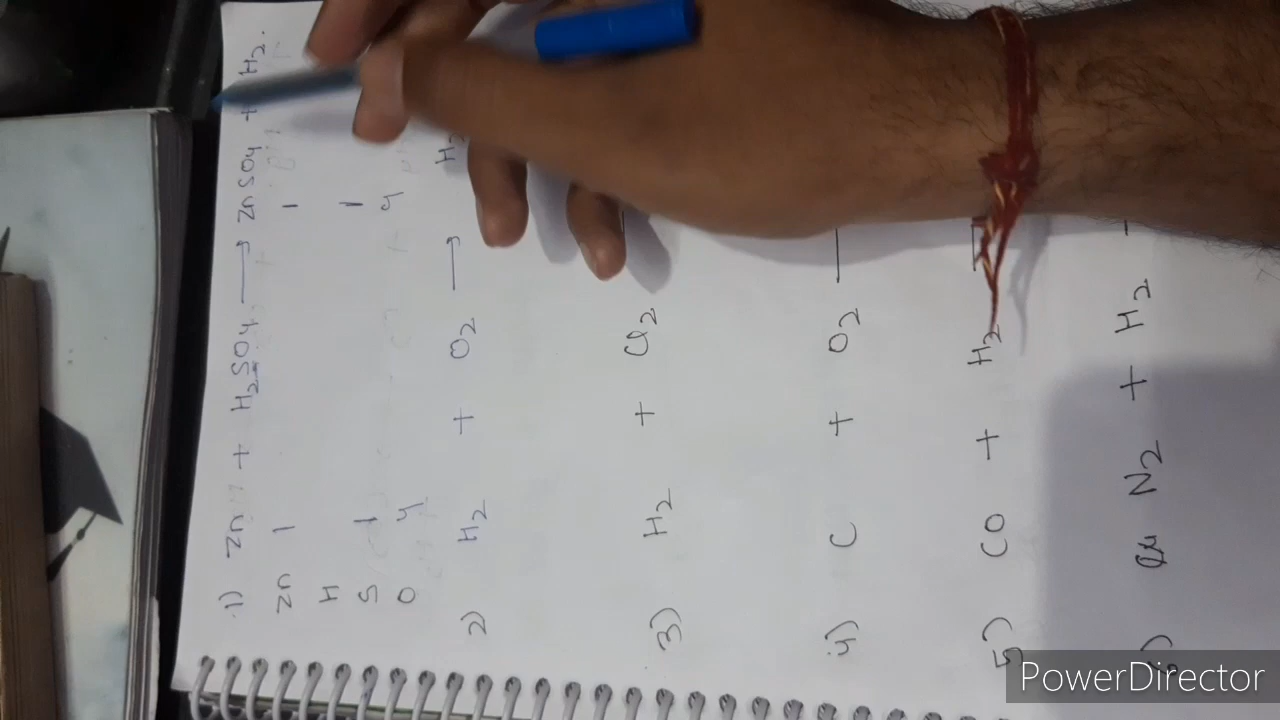 1) Zn + H2SO4 → ZnSO4 + H2.
Zn 1 1
H
S 1 1
O 4 4
2) H2 + O2 → H2
3) H2 + Cl2
4) C + O2 —
5) CO + H2
N2 + H2 -
PowerDirector